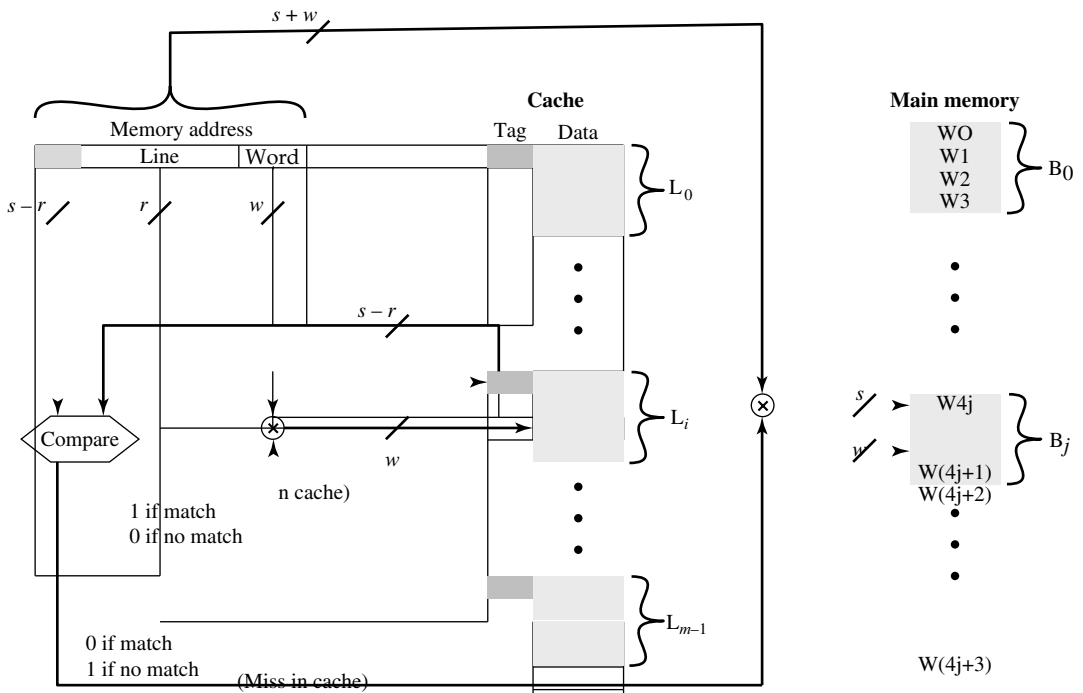 s + w
Cache
Main memory
Memory address
Tag
Data
Line
Word
WO
W1
W2
W3
B0
L0
s – r
r
w
s – r
Compare
w
Li
s
w
W4j
Bj
W(4j+1)
W(4j+2)
n cache)
1 if match
0 if no match
Lm–1
0 if match
1 if no match
(Miss in cache)
W(4j+3)